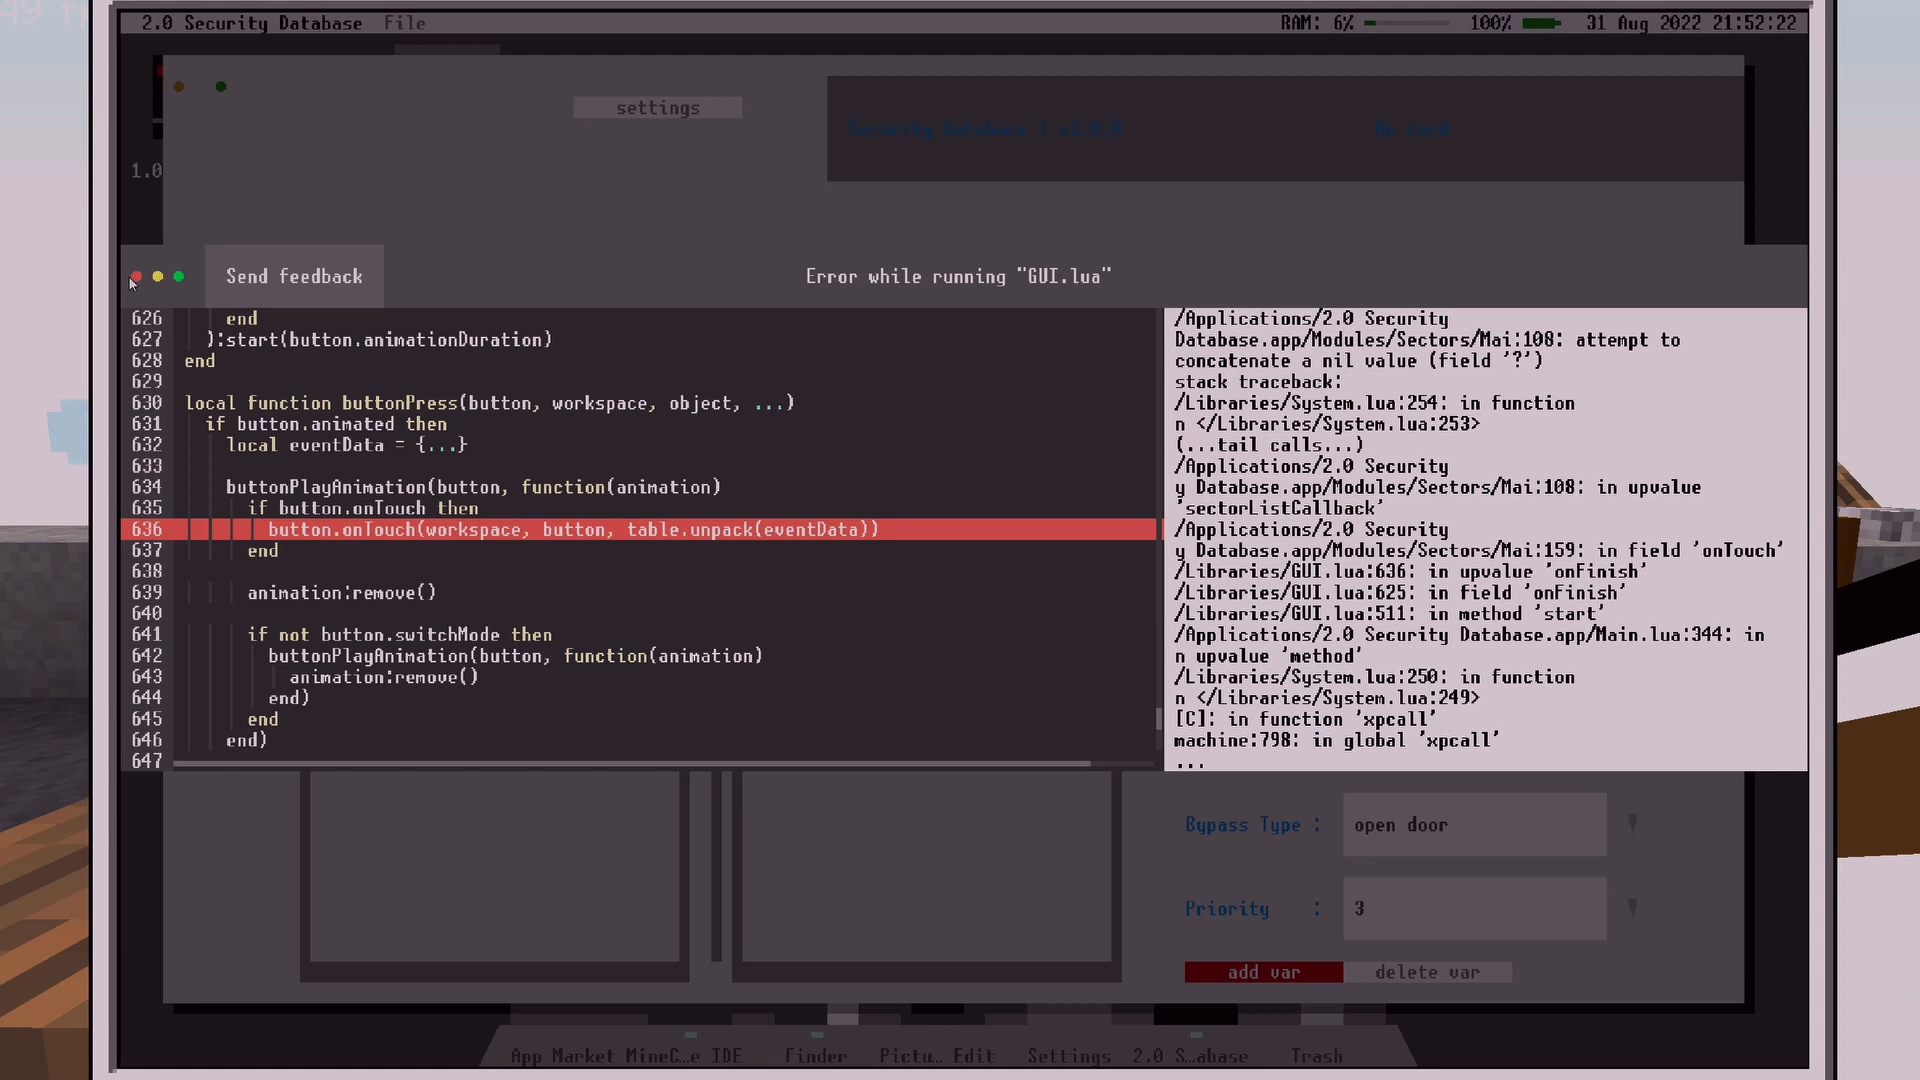 2.0 Security Database File RAM: 6% 100% 31 Aug 2022 21:52:22
settings
Security Database
1.0
Send feedback Error while running "GUI.lua"
626 end
627 ):start(button.animationDuration)
628 end
629
630 local function buttonPress(button, workspace, object, ...)
631 if button.animated then
632 local eventData = {...}
633
634 buttonPlayAnimation(button, function(animation)
635 if button.onTouch then
636 button.onTouch(workspace, button, table.unpack(eventData))
637 end
638
639 animation:remove()
640
641 if not button.switchMode then
642 buttonPlayAnimation(button, function(animation)
643 animation:remove()
644 end)
645 end
646 end)
647
/Applications/2.0 Security
Database.app/Modules/Sectors/Mai:108: attempt to
concatenate a nil value (field '?')
stack traceback:
/Libraries/System.lua:254: in function
n </Libraries/System.lua:253>
(...tail calls...)
/Applications/2.0 Security
y Database.app/Modules/Sectors/Mai:108: in upvalue
'sectorListCallback'
/Applications/2.0 Security
y Database.app/Modules/Sectors/Mai:159: in field 'onTouch'
/Libraries/GUI.lua:636: in upvalue 'onFinish'
/Libraries/GUI.lua:625: in field 'onFinish'
/Libraries/GUI.lua:511: in method 'start'
/Applications/2.0 Security Database.app/Main.lua:344: in
n upvalue 'method'
/Libraries/System.lua:250: in function
n </Libraries/System.lua:249>
[C]: in function 'xpcall'
machine:798: in global 'xpcall'
...
Bypass Type : open door
Priority : 3
add var delete var
App Market MineC…e IDE Finder Pictu… Edit Settings 2.0 S…abase Trash